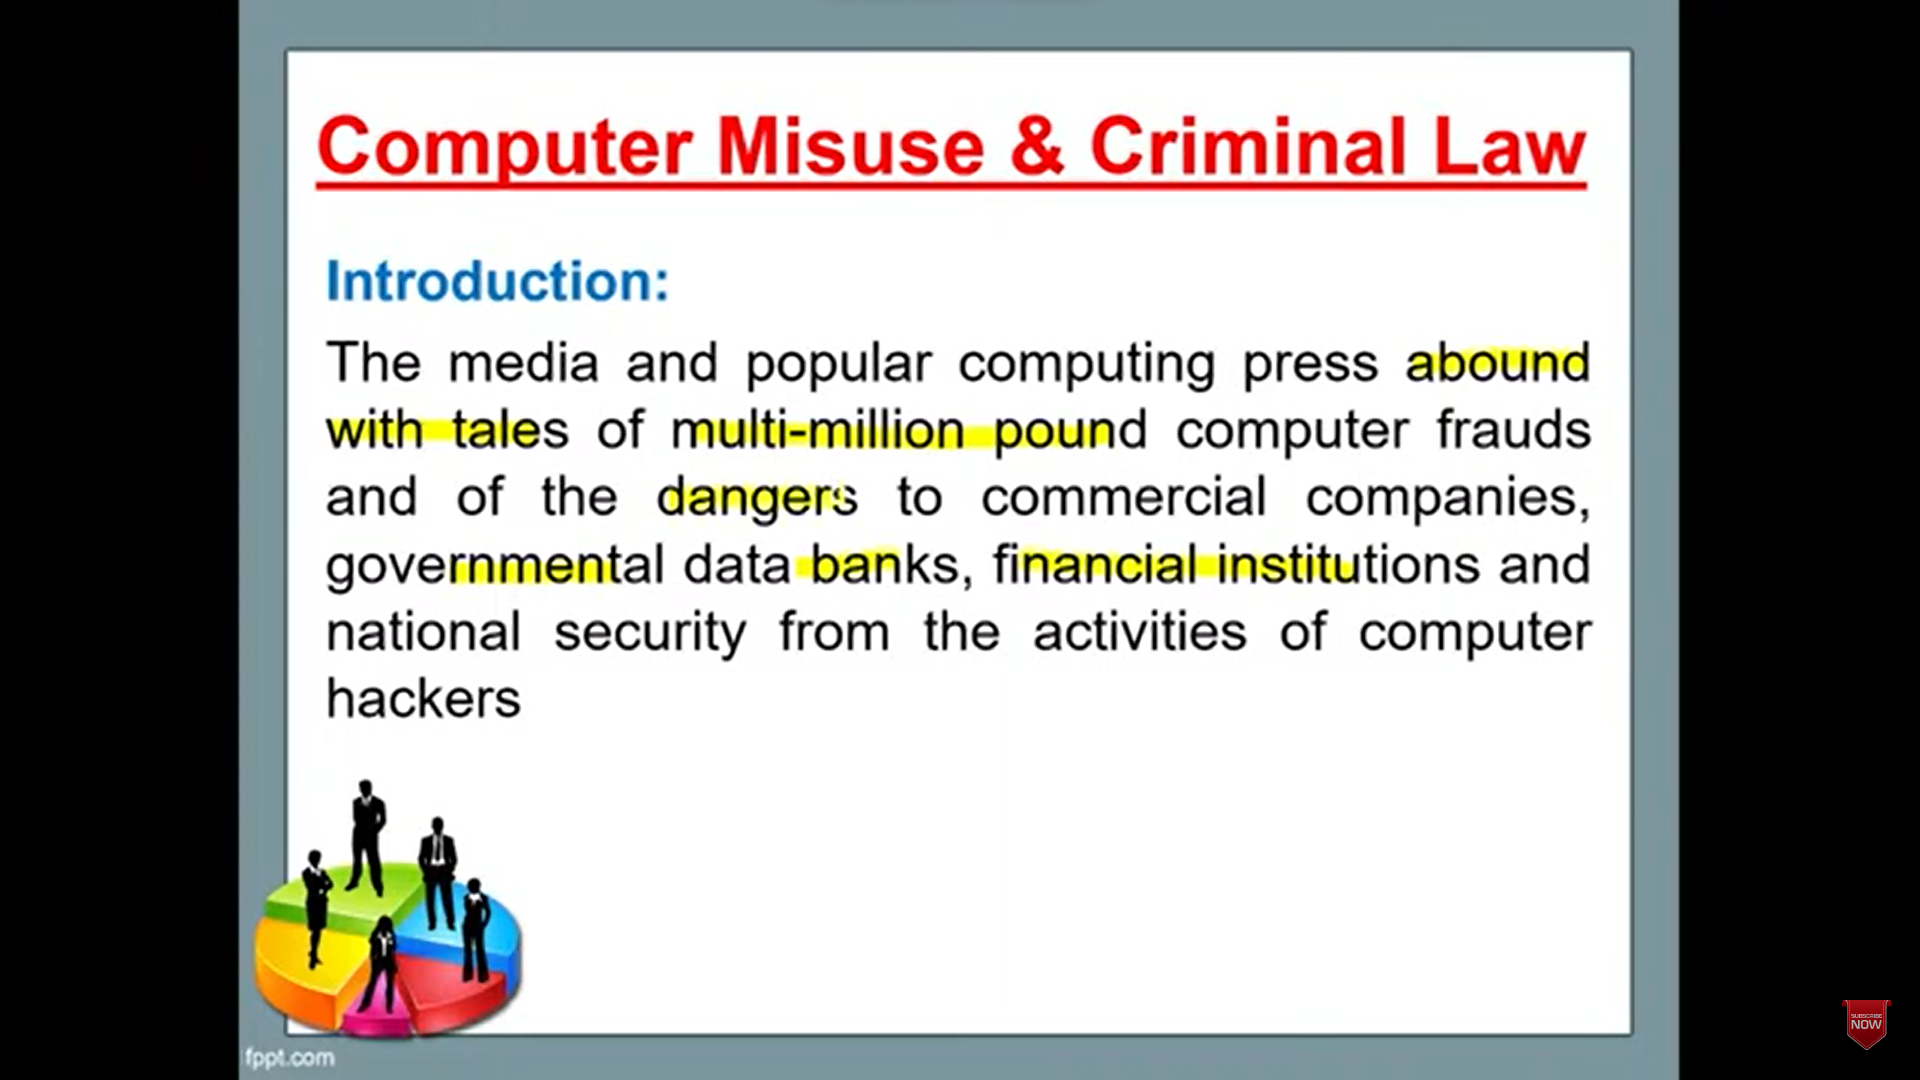 Computer Misuse & Criminal Law
Introduction:
The media and popular computing press abound
with tales of multi-million pound computer frauds
and of the dangers to commercial companies,
governmental data banks, financial institutions and
national security from the activities of computer
hackers
fppt.com
SUBSCRIBE
NOW